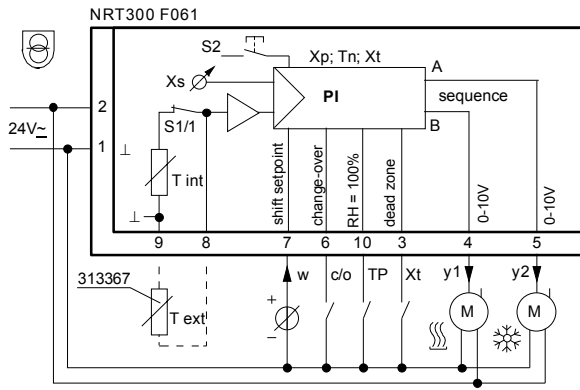 NRT300 F061
S2
Xp; Tn; Xt
A
Xs
PI
sequence
B
2
24V~
S1/1
1
⊥
T int
⊥
shift setpoint
change-over
RH = 100%
dead zone
0-10V
0-10V
9 8 7 6 10 3 4 5
313367
w c/o TP Xt y1 y2
+
–
T ext
M
M